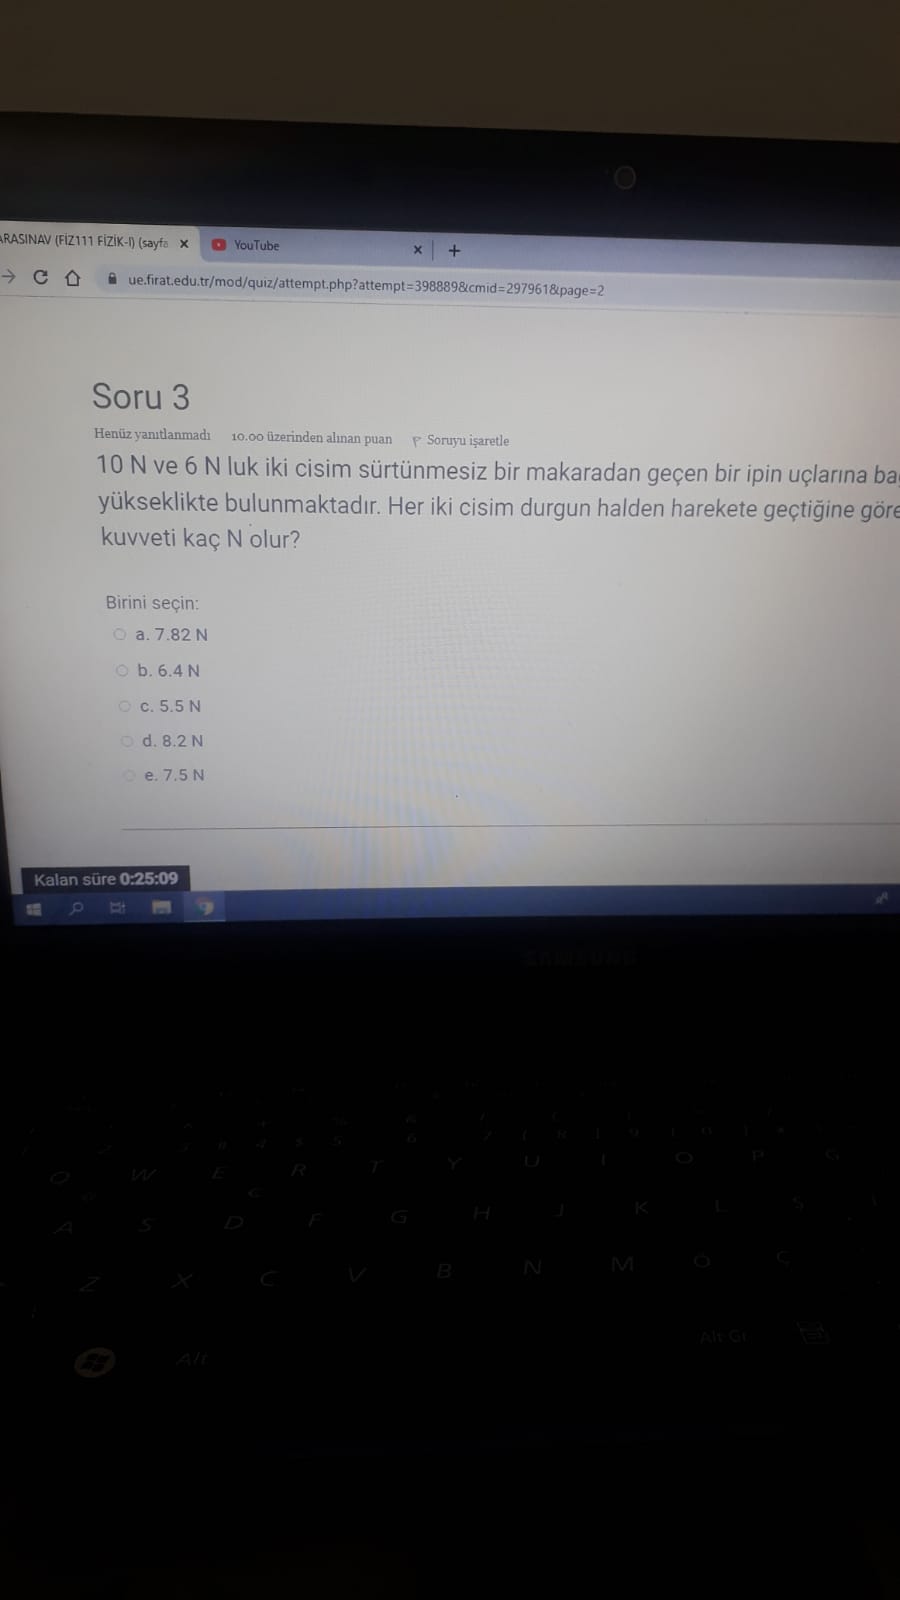 ARASINAV (FİZ111 FİZİK-I) (sayfa
YouTube
ue.firat.edu.tr/mod/quiz/attempt.php?attempt=398889&cmid=297961&page=2
Soru 3
Henüz yanıtlanmadı 10.00 üzerinden alınan puan Soruyu işaretle
10 N ve 6 N luk iki cisim sürtünmesiz bir makaradan geçen bir ipin uçlarına
yükseklikte bulunmaktadır. Her iki cisim durgun halden harekete geçtiğine göre
kuvveti kaç N olur?
Birini seçin:
a. 7.82 N
b. 6.4 N
c. 5.5 N
d. 8.2 N
e. 7.5 N
Kalan süre 0:25:09
SAMSUNG
Q W E R T Y U I O P G
A S D F G H J K L Ş
Z X C V B N M Ö Ç
Alt Alt Gr